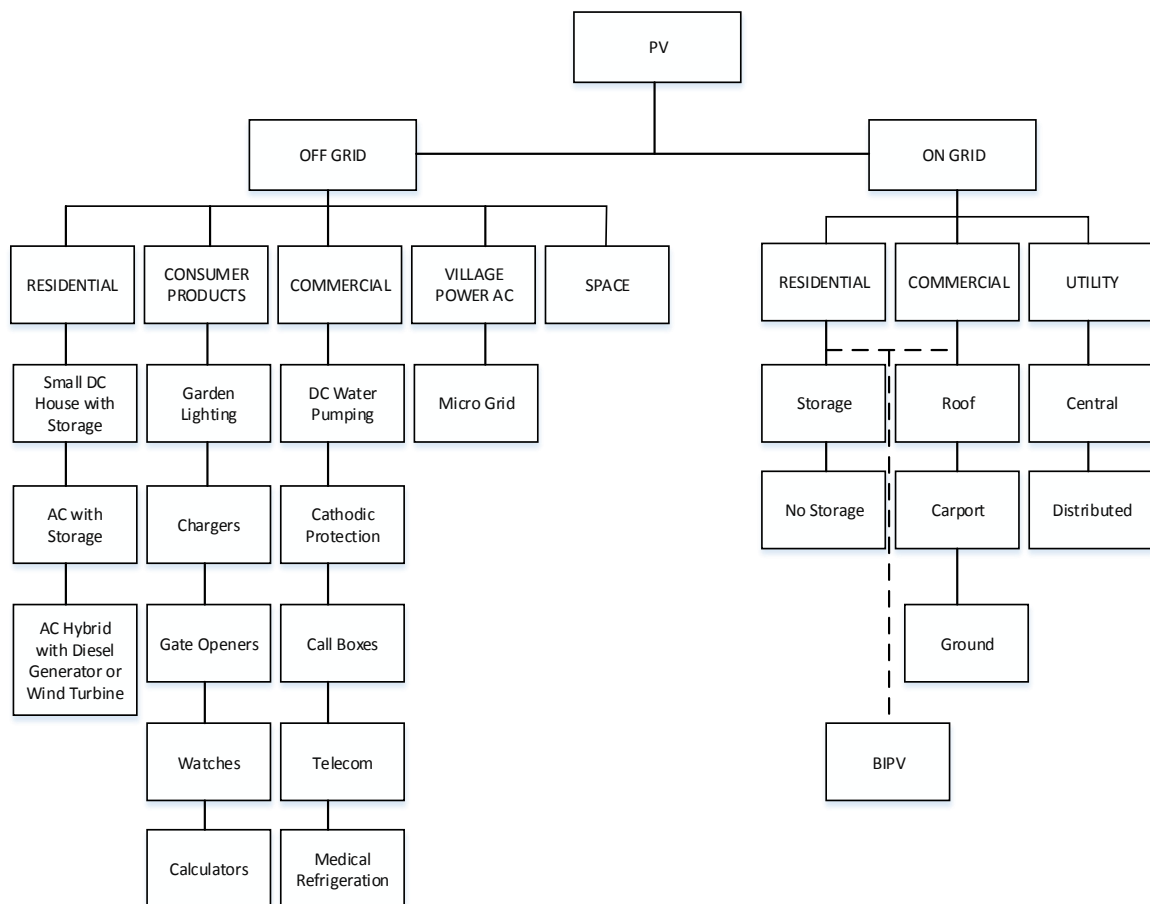 PV
OFF GRID
ON GRID
RESIDENTIAL
CONSUMER
PRODUCTS
COMMERCIAL
VILLAGE
POWER AC
SPACE
RESIDENTIAL
COMMERCIAL
UTILITY
Small DC
House with
Storage
Garden
Lighting
DC Water
Pumping
Micro Grid
Storage
Roof
Central
AC with
Storage
Chargers
Cathodic
Protection
No Storage
Carport
Distributed
AC Hybrid
with Diesel
Generator or
Wind Turbine
Gate Openers
Call Boxes
Ground
Watches
Telecom
BIPV
Calculators
Medical
Refrigeration